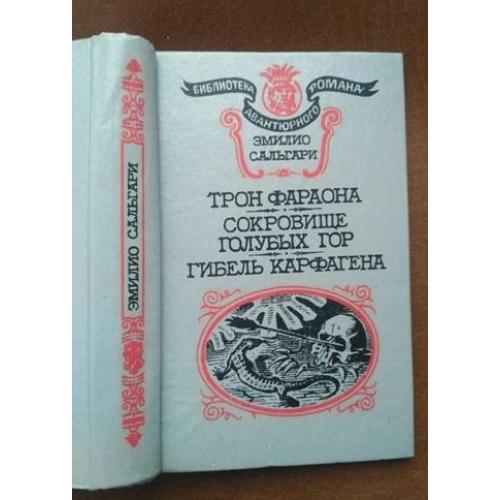 ЭМИЛИО САЛЬГАРИ
БИБЛИОТЕКА
АВАНТЮРНОГО
РОМАНА
ЭМИЛИО
САЛЬГАРИ
ТРОН ФАРАОНА
СОКРОВИЩЕ
ГОЛУБЫХ ГОР
ГИБЕЛЬ КАРФАГЕНА